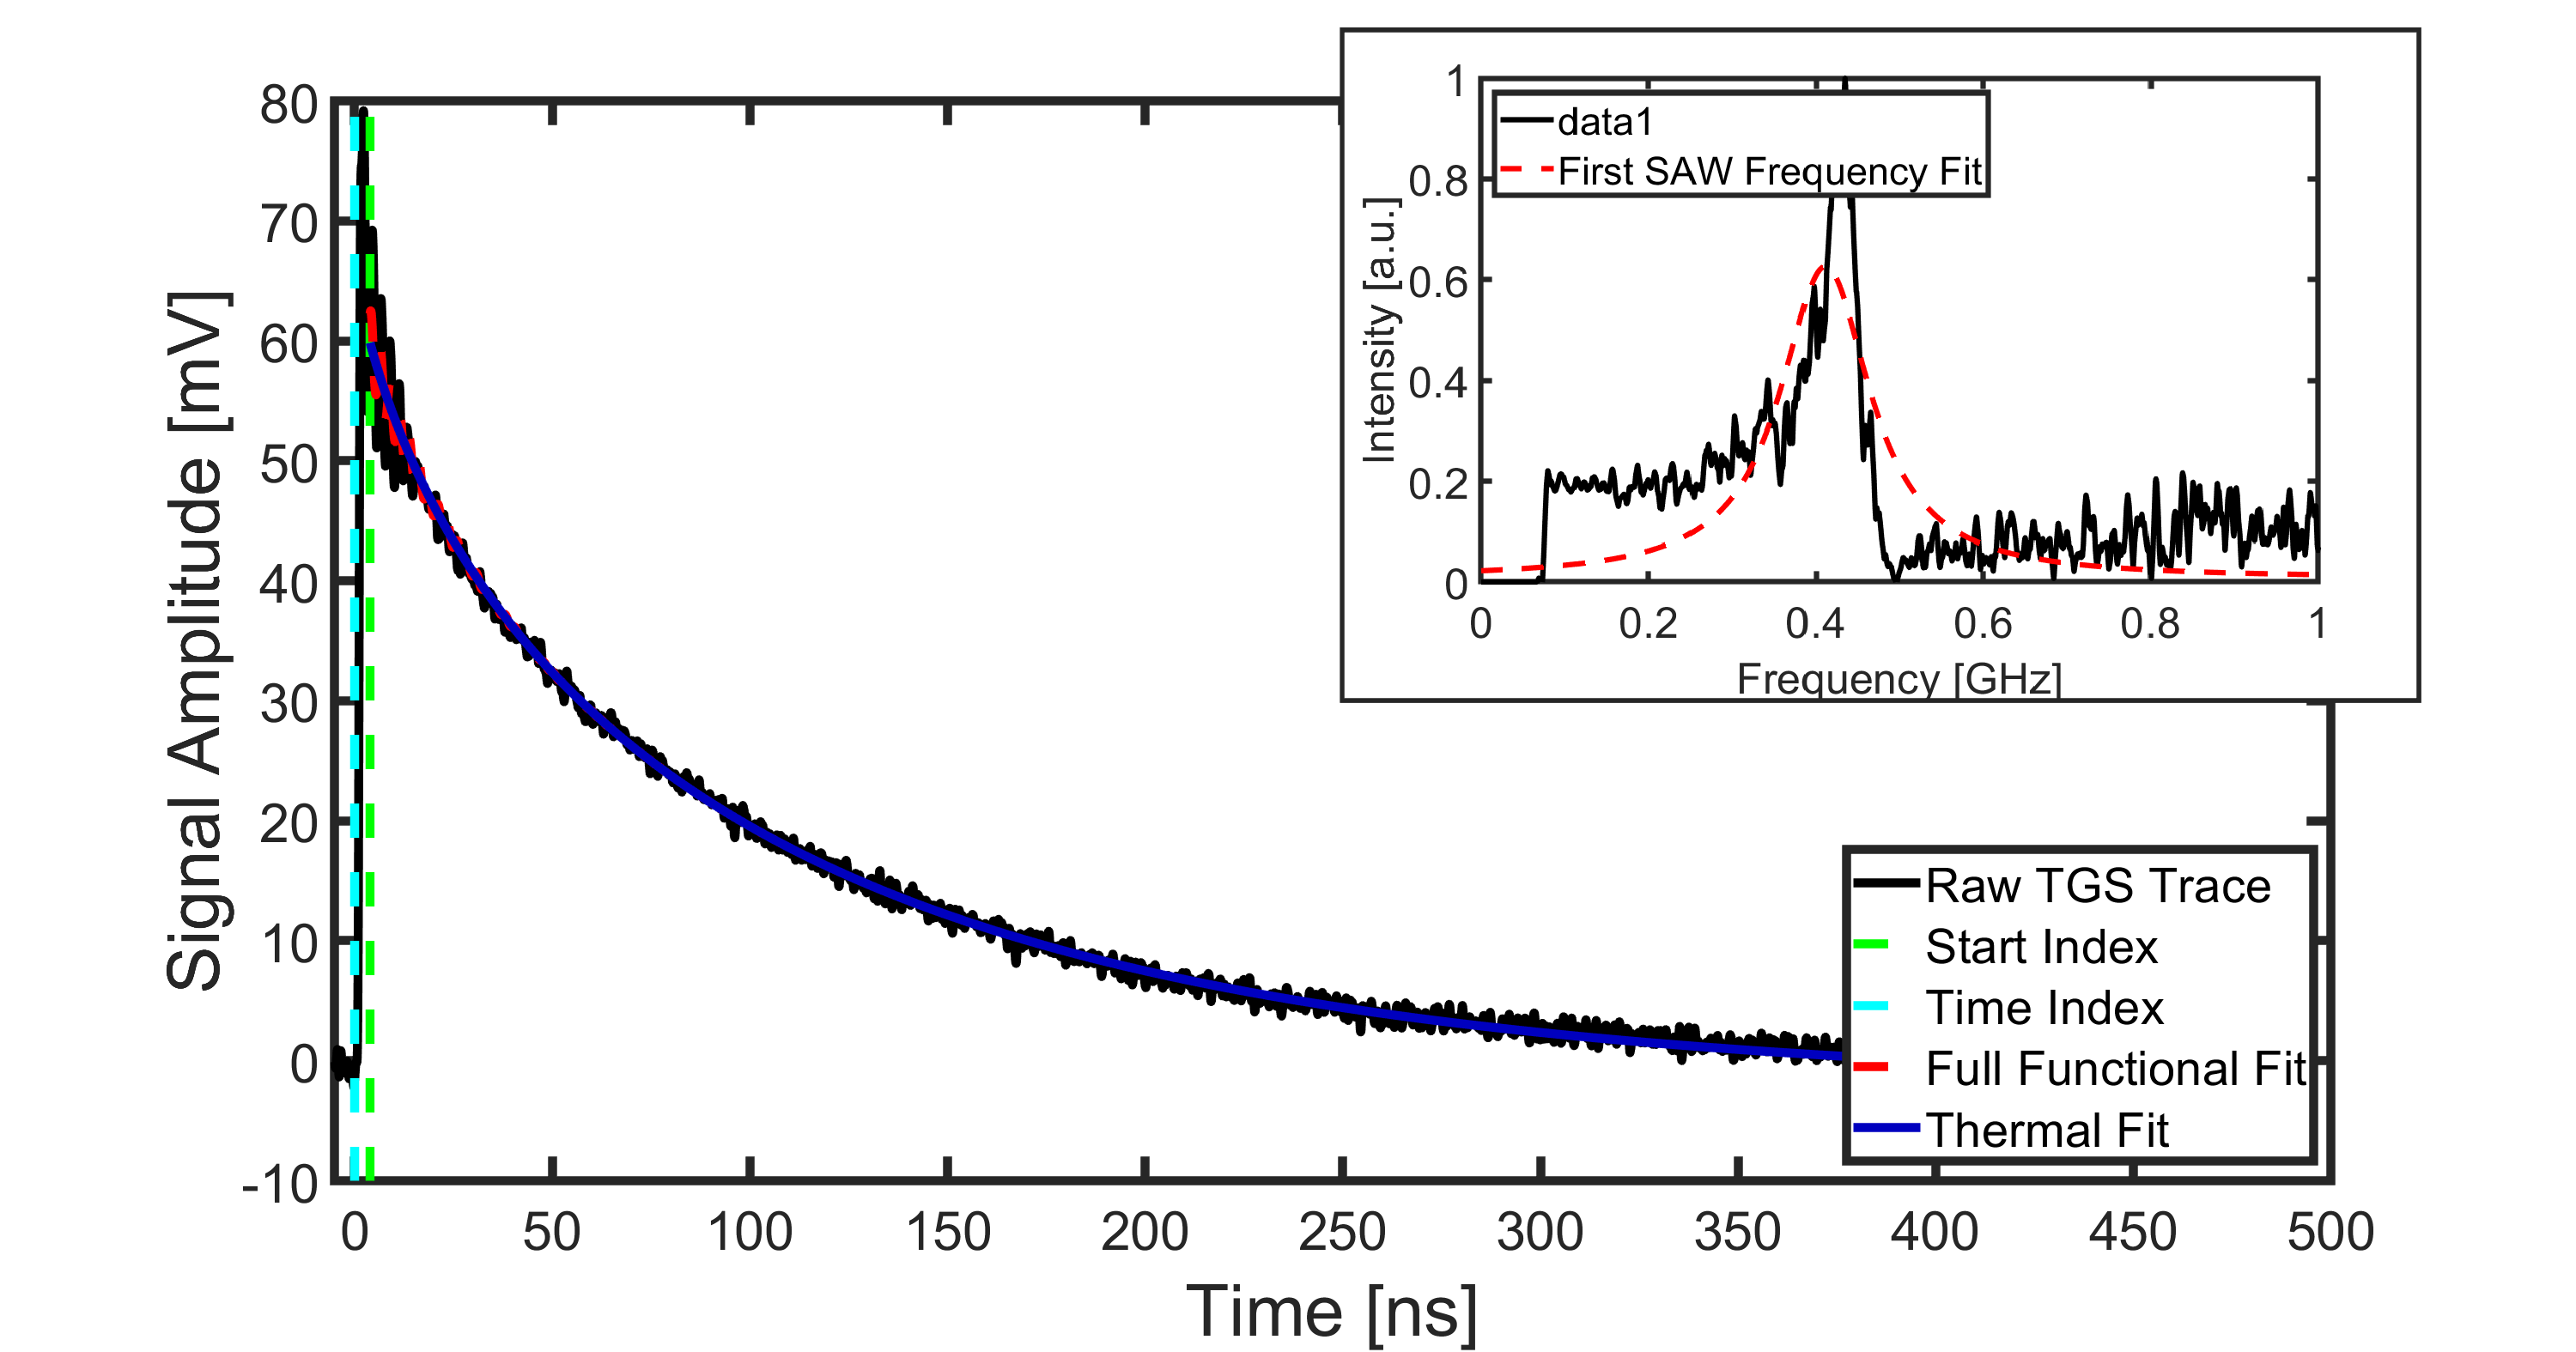 80
70
60
50
40
30
20
10
0
-10
Signal Amplitude [mV]
0 50 100 150 200 250 300 350 400 450 500
Time [ns]
1
0.8
0.6
0.4
0.2
0
Intensity [a.u.]
data1
First SAW Frequency Fit
0 0.2 0.4 0.6 0.8 1
Frequency [GHz]
Raw TGS Trace
Start Index
Time Index
Full Functional Fit
Thermal Fit